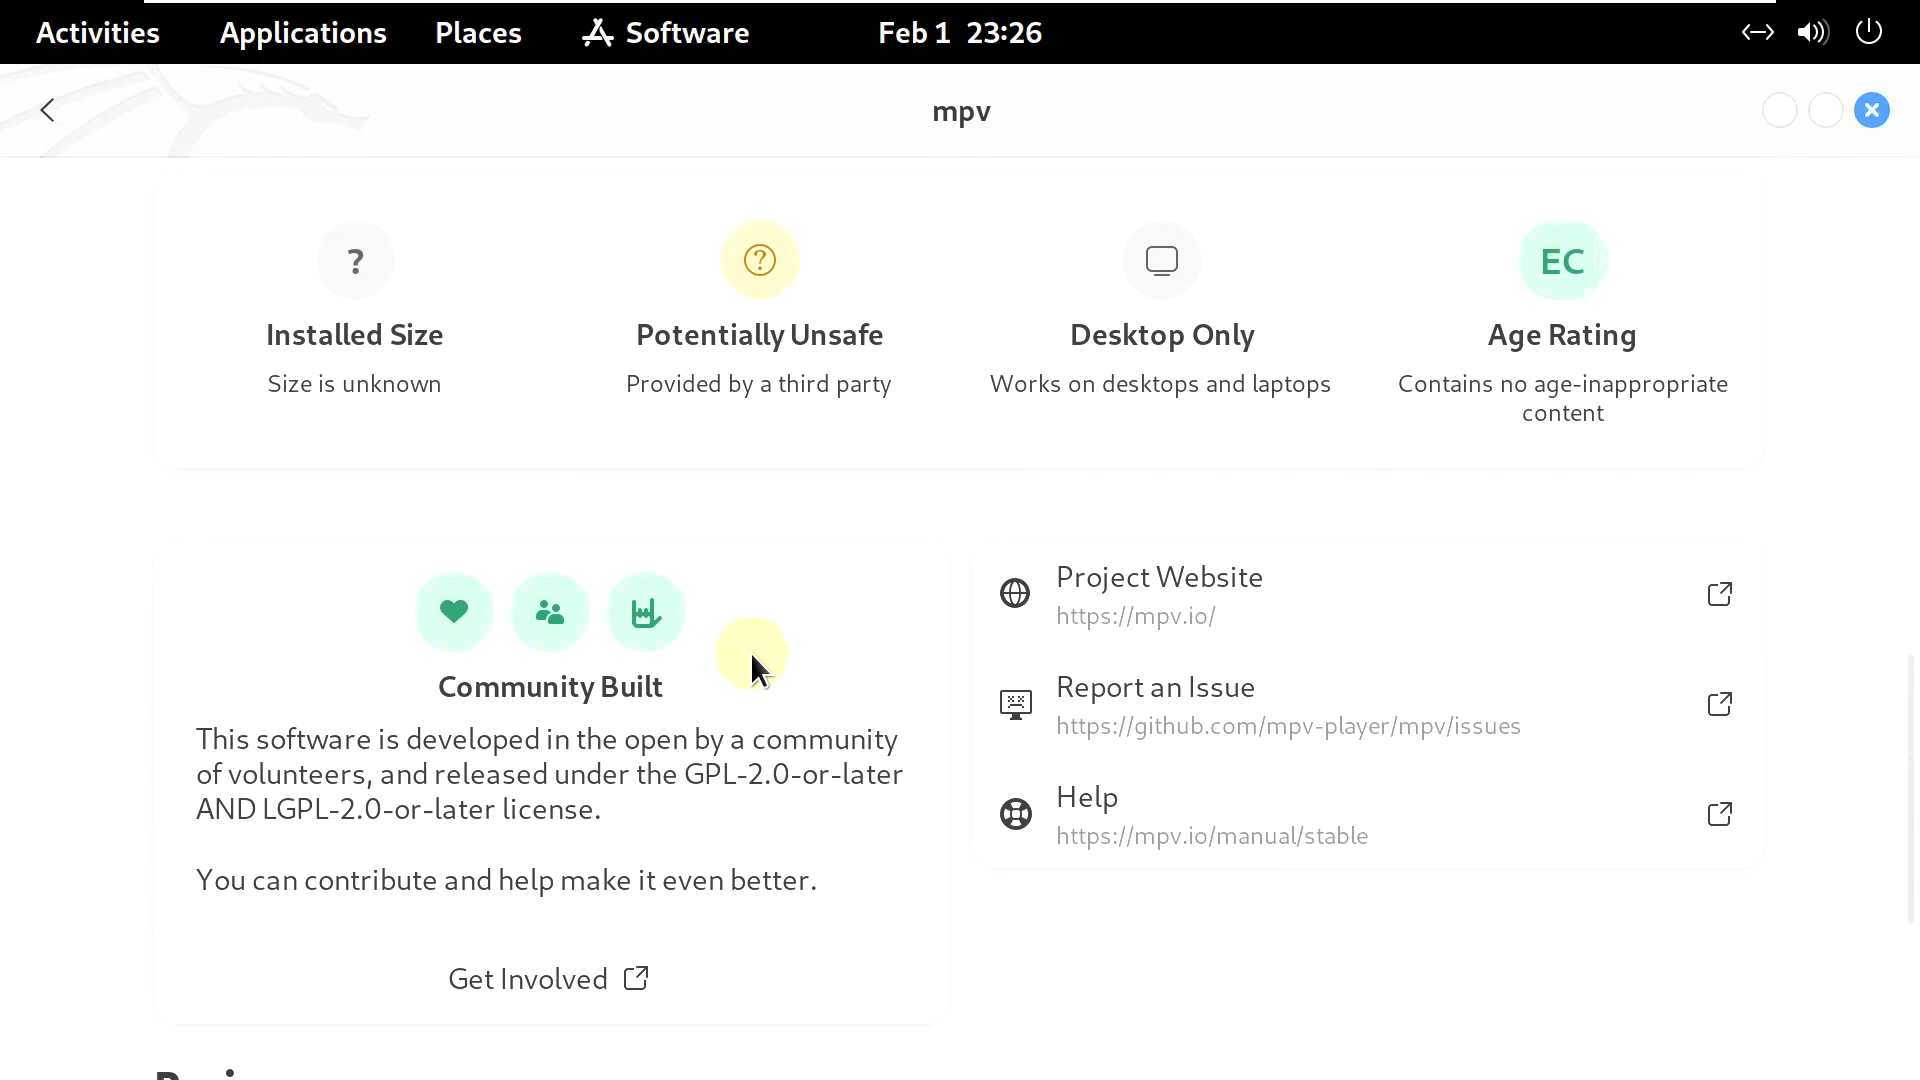 Activities Applications Places Software Feb 1 23:26
mpv
?
?
EC
Installed Size
Size is unknown
Potentially Unsafe
Provided by a third party
Desktop Only
Works on desktops and laptops
Age Rating
Contains no age-inappropriate
content
Community Built
This software is developed in the open by a community
of volunteers, and released under the GPL-2.0-or-later
AND LGPL-2.0-or-later license.
You can contribute and help make it even better.
Get Involved
Project Website
https://mpv.io/
Report an Issue
https://github.com/mpv-player/mpv/issues
Help
https://mpv.io/manual/stable